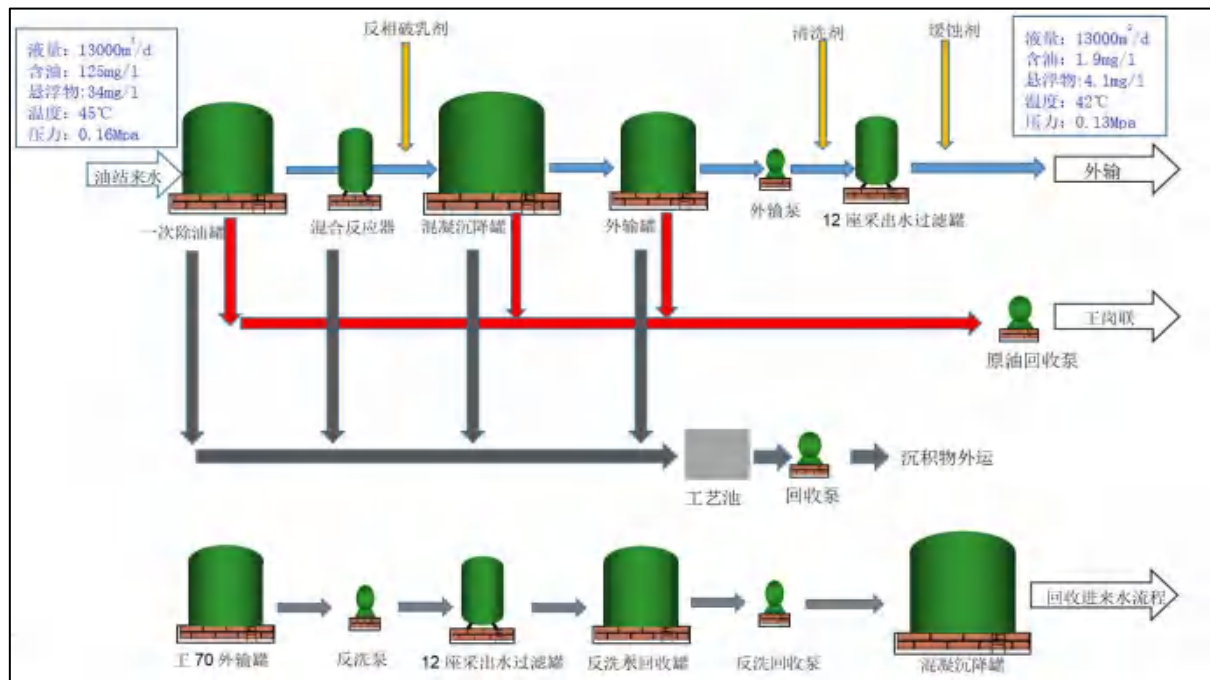 液量：13000m³/d
含油：125mg/l
悬浮物:34mg/l
温度：45℃
压力：0.16Mpa
反相破乳剂
清洗剂
缓蚀剂
液量：13000m³/d
含油：1.9mg/l
悬浮物:4.1mg/l
温度：42℃
压力：0.13Mpa
油站来水
外输
一次除油罐
混合反应器
混凝沉降罐
外输罐
外输泵
12座采出水过滤罐
王岗联
原油回收泵
工艺池
回收泵
沉积物外运
回收进来水流程
王70外输罐
反洗泵
12座采出水过滤罐
反洗水回收罐
反洗回收泵
混凝沉降罐